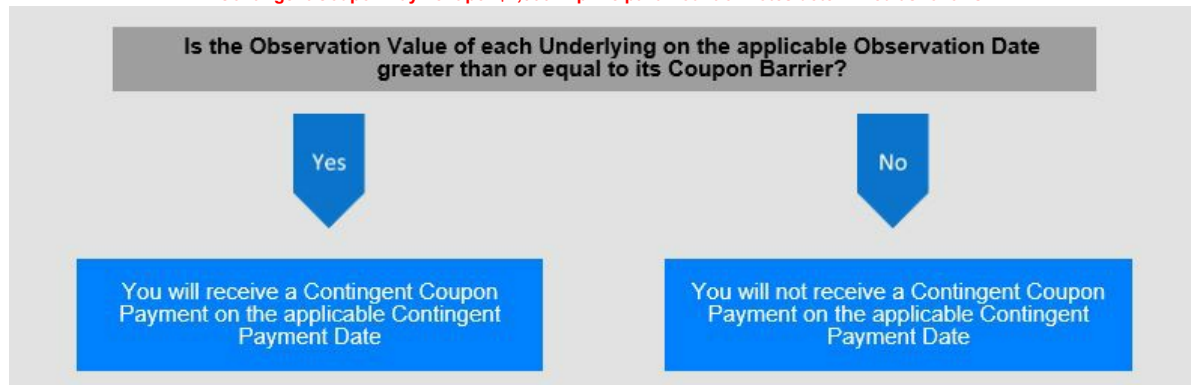 Is the Observation Value of each Underlying on the applicable Observation Date
greater than or equal to its Coupon Barrier?
Yes
No
You will receive a Contingent Coupon
Payment on the applicable Contingent
Payment Date
You will not receive a Contingent Coupon
Payment on the applicable Contingent
Payment Date